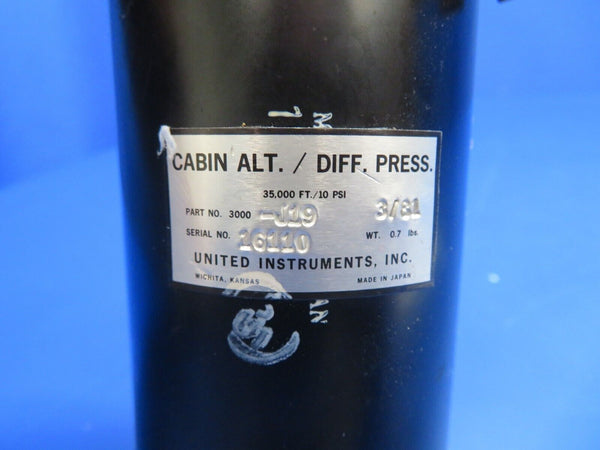 CABIN ALT. / DIFF. PRESS.
35,000 FT./10 PSI
PART NO. 3000 -J19 3/81
SERIAL NO. 16110 WT. 0.7 lbs.
UNITED INSTRUMENTS, INC.
WICHITA, KANSAS MADE IN JAPAN